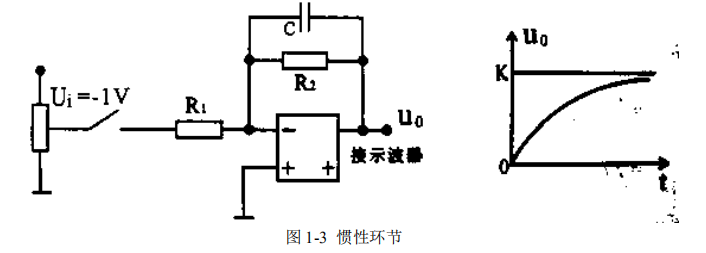 C
R₂
Uᵢ =-1V
R₁
u₀
接示波器
− + +
u₀
K
0
t
图 1-3 惯性环节